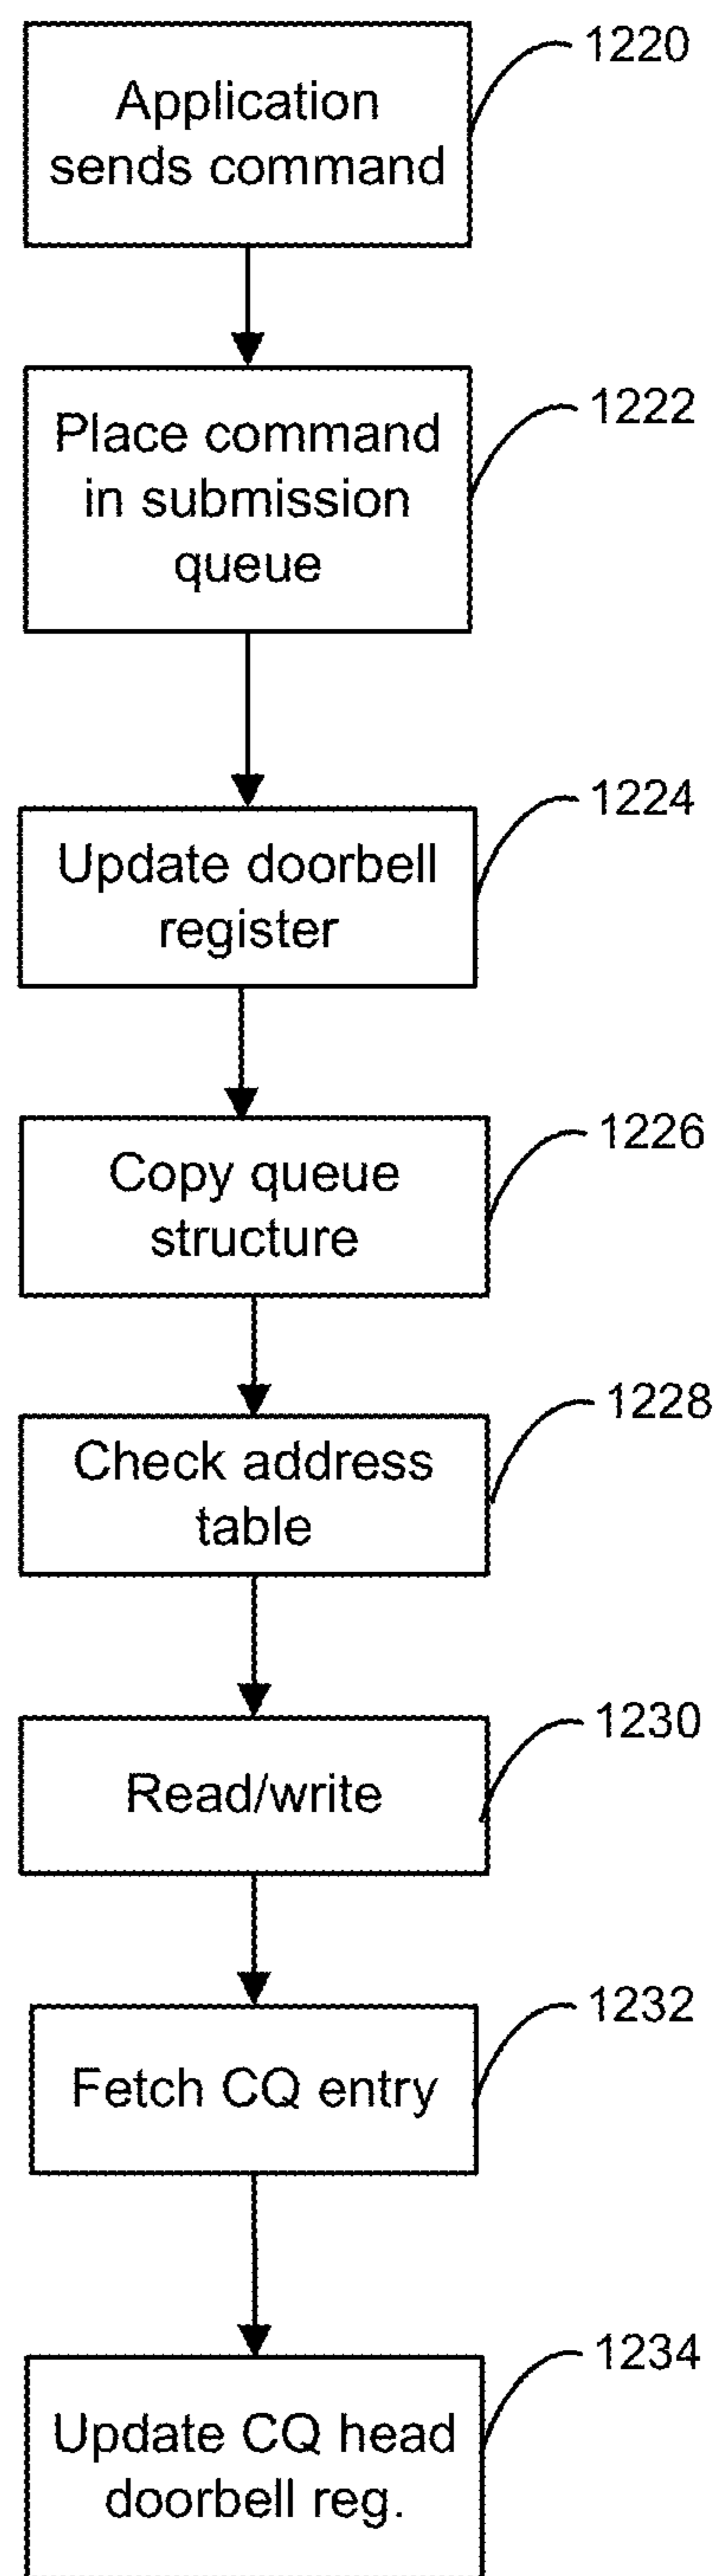 Application
sends command
1220
Place command
in submission
queue
1222
Update doorbell
register
1224
Copy queue
structure
1226
Check address
table
1228
Read/write
1230
Fetch CQ entry
1232
Update CQ head
doorbell reg.
1234